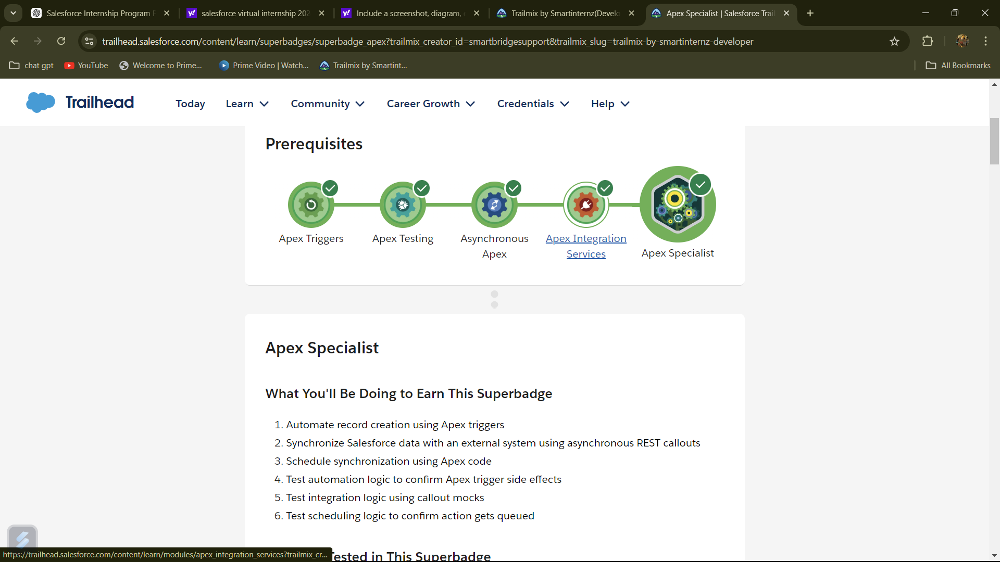 Salesforce Internship Program P
salesforce virtual internship 202
Include a screenshot, diagram, o
Trailmix by Smartinternz(Develo
Apex Specialist | Salesforce Trail
trailhead.salesforce.com/content/learn/superbadges/superbadge_apex?trailmix_creator_id=smartbridgesupport&trailmix_slug=trailmix-by-smartinternz-developer
chat gpt
YouTube
Welcome to Prime...
Prime Video | Watch...
Trailmix by Smartint...
All Bookmarks
Trailhead
Today
Learn
Community
Career Growth
Credentials
Help
Prerequisites
Apex Triggers
Apex Testing
Asynchronous
Apex
Apex Integration
Services
Apex Specialist
Apex Specialist
What You'll Be Doing to Earn This Superbadge
1. Automate record creation using Apex triggers
2. Synchronize Salesforce data with an external system using asynchronous REST callouts
3. Schedule synchronization using Apex code
4. Test automation logic to confirm Apex trigger side effects
5. Test integration logic using callout mocks
6. Test scheduling logic to confirm action gets queued
ested in This Superbadge
https://trailhead.salesforce.com/content/learn/modules/apex_integration_services?trailmix_cr...